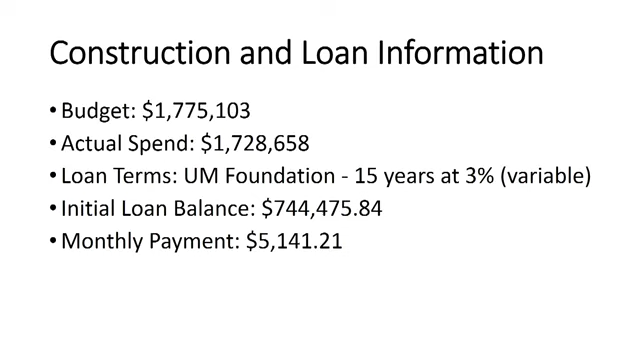 Construction and Loan Information
• Budget: $1,775,103
• Actual Spend: $1,728,658
• Loan Terms: UM Foundation - 15 years at 3% (variable)
• Initial Loan Balance: $744,475.84
• Monthly Payment: $5,141.21